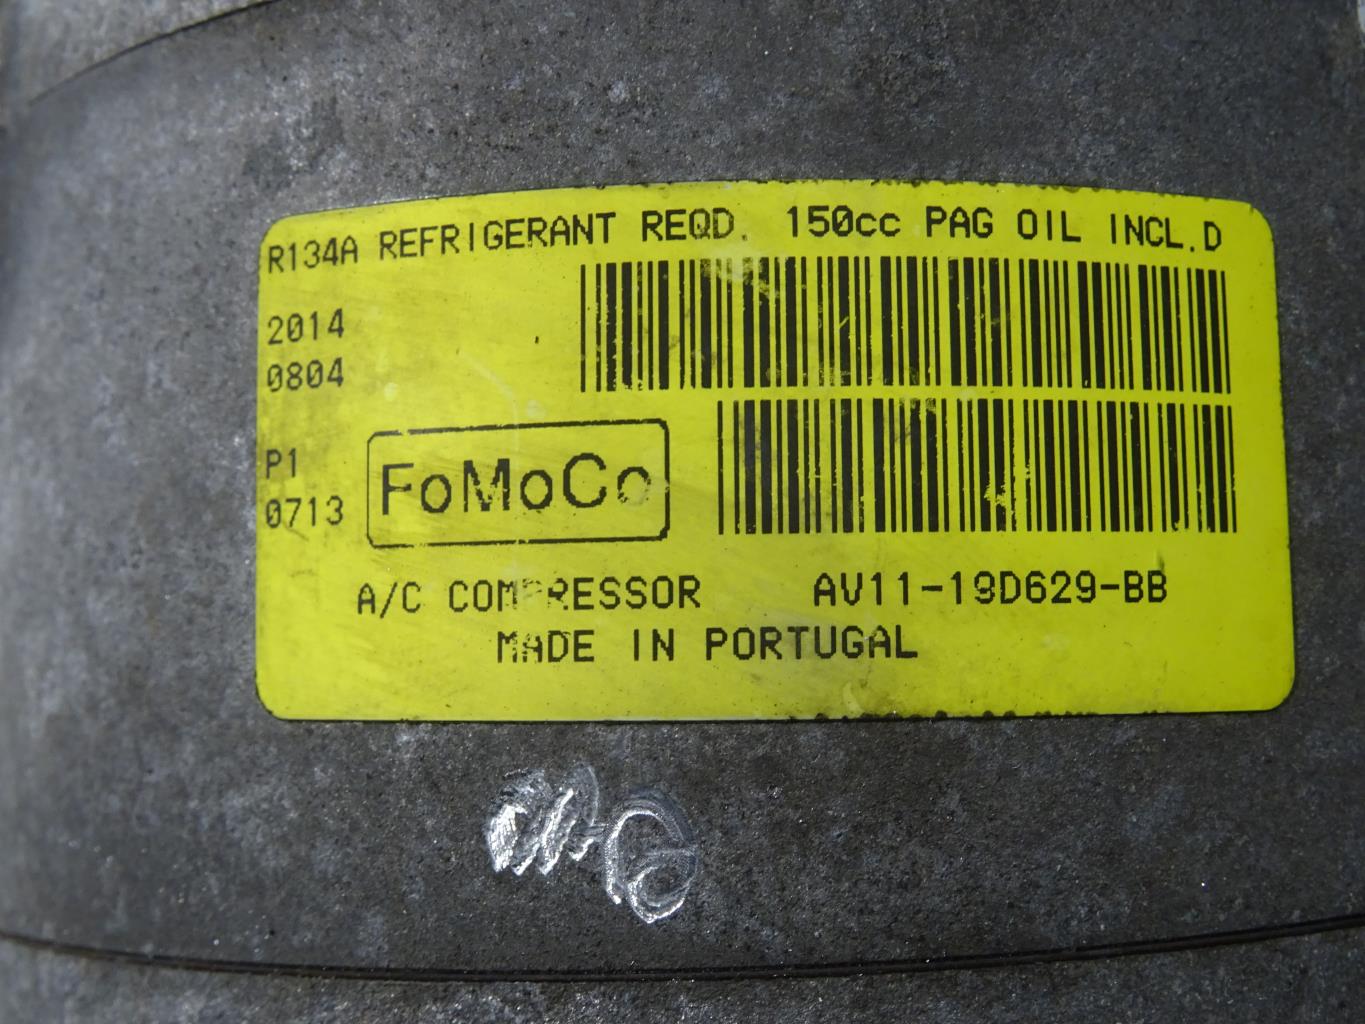 R134A REFRIGERANT REQD. 150cc PAG OIL INCL.D
2014
0804
P1
0713
FoMoCo
A/C COMPRESSOR AV11-19D629-BB
MADE IN PORTUGAL